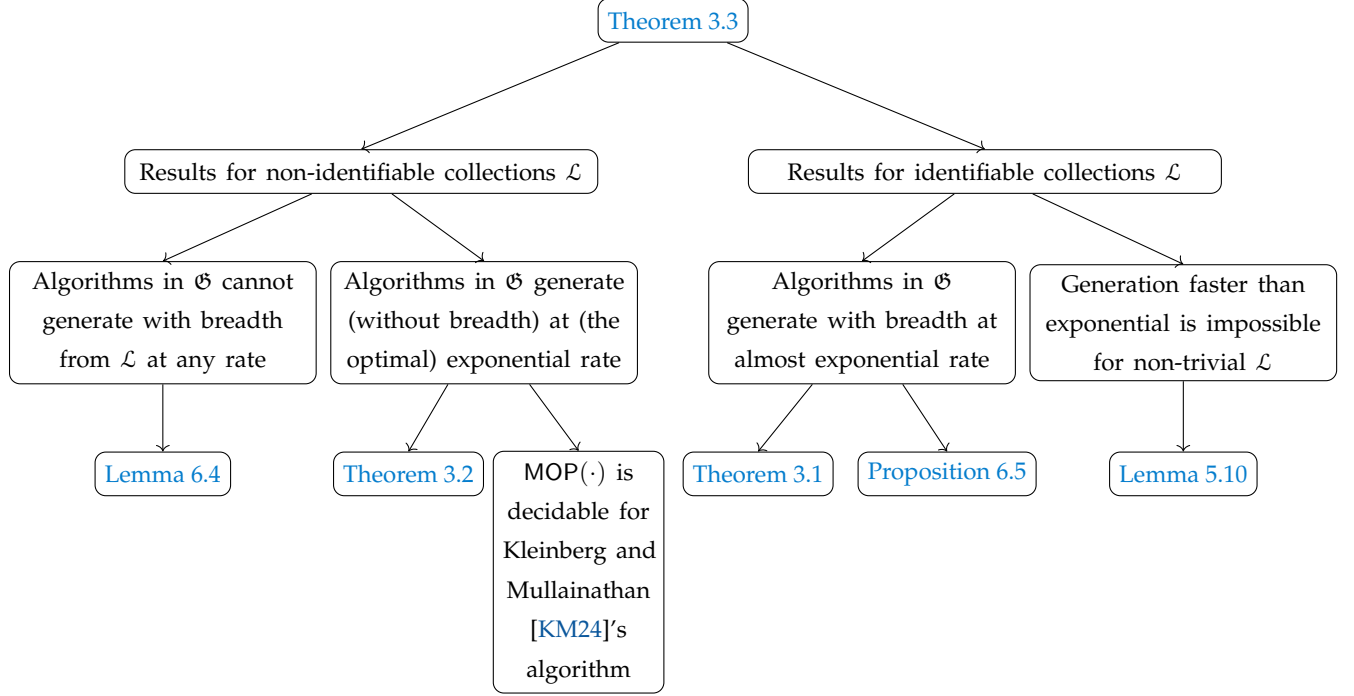 Theorem 3.3
Results for non-identifiable collections ℒ
Results for identifiable collections ℒ
Algorithms in 𝔊 cannot
generate with breadth
from ℒ at any rate
Algorithms in 𝔊 generate
(without breadth) at (the
optimal) exponential rate
Algorithms in 𝔊
generate with breadth at
almost exponential rate
Generation faster than
exponential is impossible
for non-trivial ℒ
Lemma 6.4
Theorem 3.2
MOP(·) is
decidable for
Kleinberg and
Mullainathan
[KM24]'s
algorithm
Theorem 3.1
Proposition 6.5
Lemma 5.10